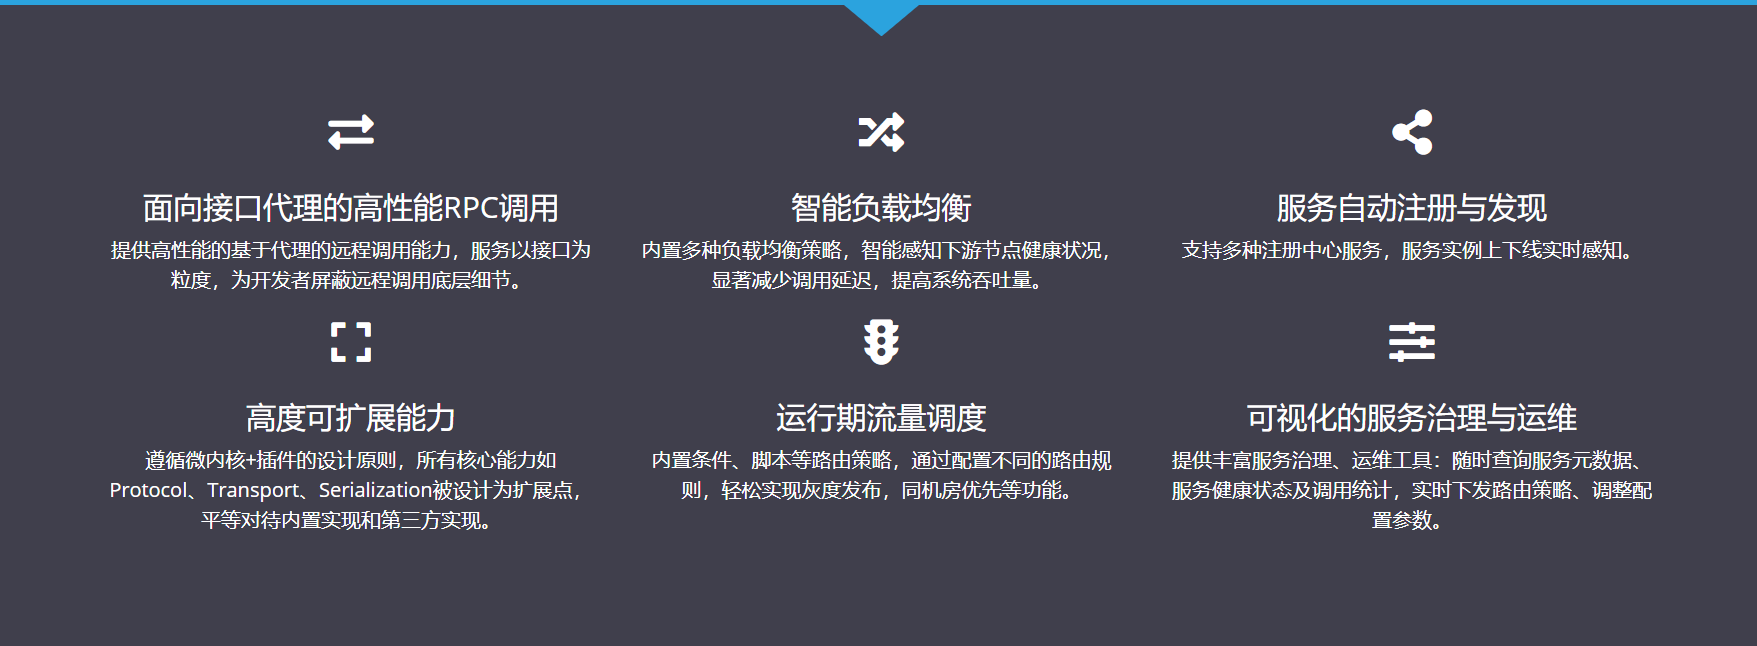 面向接口代理的高性能RPC调用
提供高性能的基于代理的远程调用能力，服务以接口为
粒度，为开发者屏蔽远程调用底层细节。
智能负载均衡
内置多种负载均衡策略，智能感知下游节点健康状况，
显著减少调用延迟，提高系统吞吐量。
服务自动注册与发现
支持多种注册中心服务，服务实例上下线实时感知。
高度可扩展能力
遵循微内核+插件的设计原则，所有核心能力如
Protocol、Transport、Serialization被设计为扩展点，
平等对待内置实现和第三方实现。
运行期流量调度
内置条件、脚本等路由策略，通过配置不同的路由规
则，轻松实现灰度发布，同机房优先等功能。
可视化的服务治理与运维
提供丰富服务治理、运维工具：随时查询服务元数据、
服务健康状态及调用统计，实时下发路由策略、调整配
置参数。